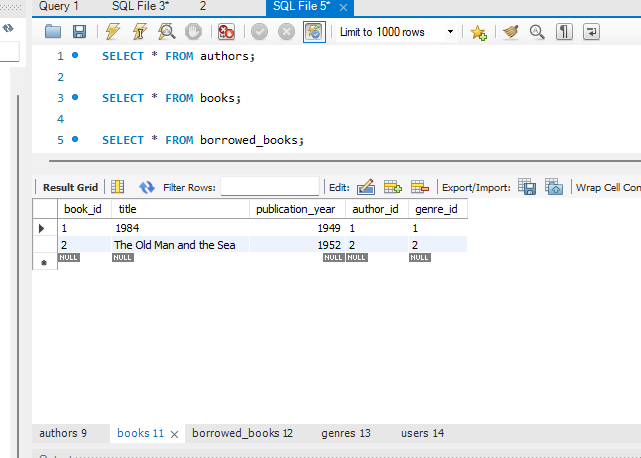 Query 1 SQL File 3* 2 SQL File 5*
Limit to 1000 rows
1 SELECT * FROM authors;
2
3 SELECT * FROM books;
4
5 SELECT * FROM borrowed_books;
Result Grid Filter Rows: Edit: Export/Import: Wrap Cell Con
book_id title publication_year author_id genre_id
1 1984 1949 1 1
2 The Old Man and the Sea 1952 2 2
NULL NULL NULL NULL NULL
authors 9 books 11 borrowed_books 12 genres 13 users 14